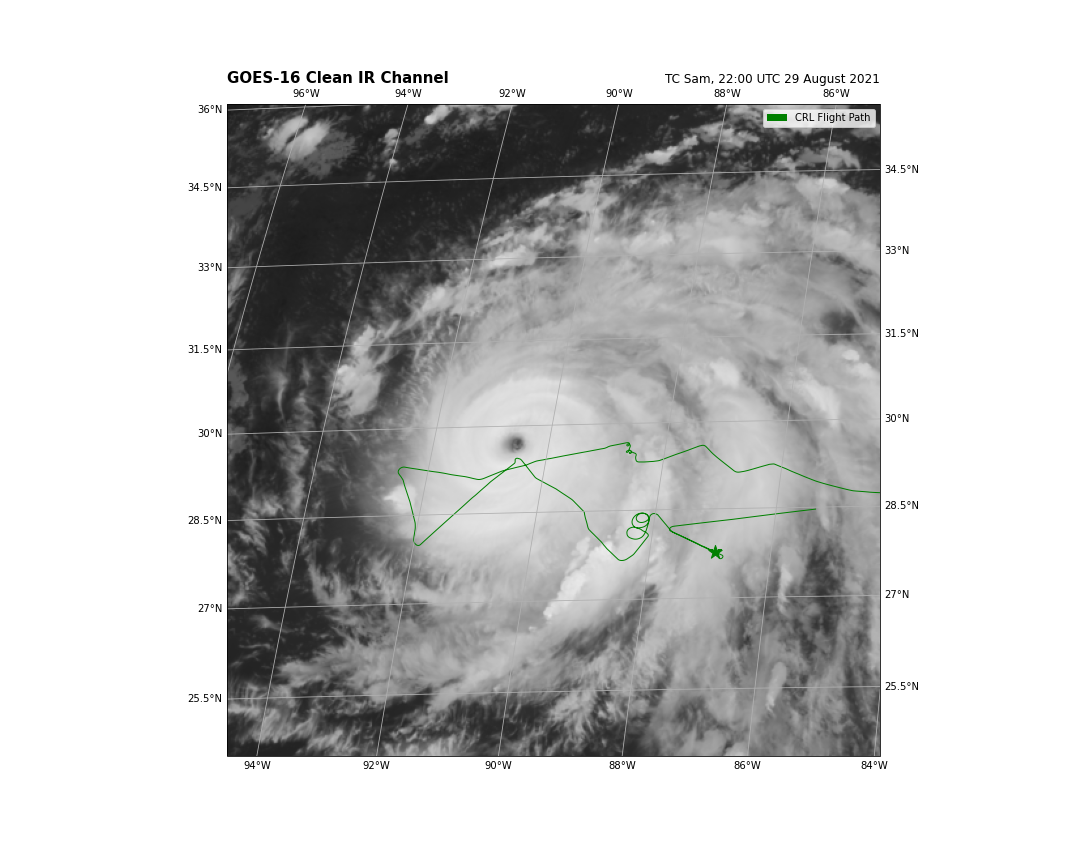 GOES-16 Clean IR Channel
TC Sam, 22:00 UTC 29 August 2021
96°W 94°W 92°W 90°W 88°W 86°W
CRL Flight Path
36°N
34.5°N
34.5°N
33°N
33°N
31.5°N
31.5°N
30°N
30°N
28.5°N
28.5°N
27°N
27°N
25.5°N
25.5°N
94°W 92°W 90°W 88°W 86°W 84°W